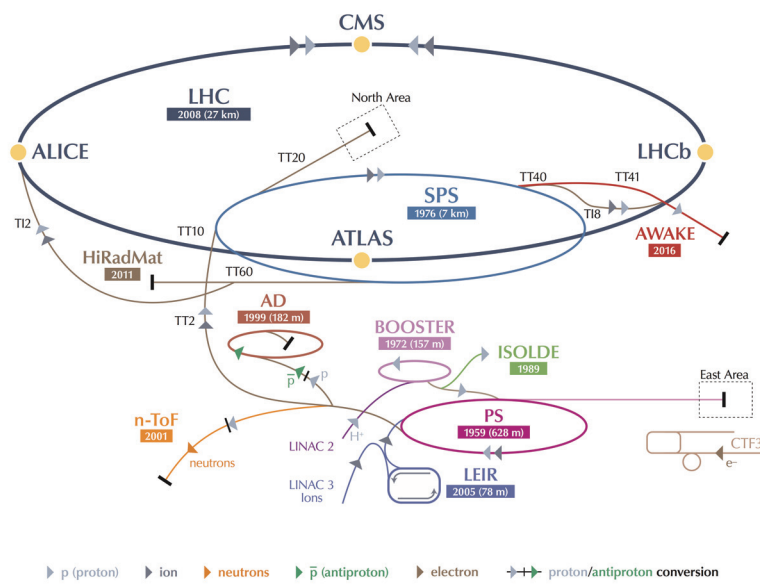 CMS
LHC
2008 (27 km)
North Area
ALICE
TT20
LHCb
TT40
TT41
SPS
1976 (7 km)
TI2
TI8
TT10
ATLAS
AWAKE
2016
HiRadMat
2011
TT60
AD
1999 (182 m)
TT2
BOOSTER
1972 (157 m)
ISOLDE
1989
p̅
p
East Area
n-ToF
2001
neutrons
LINAC 2
H⁺
PS
1959 (628 m)
CTF3
e⁻
LINAC 3
Ions
LEIR
2005 (78 m)
p (proton)
ion
neutrons
p̅ (antiproton)
electron
proton/antiproton conversion